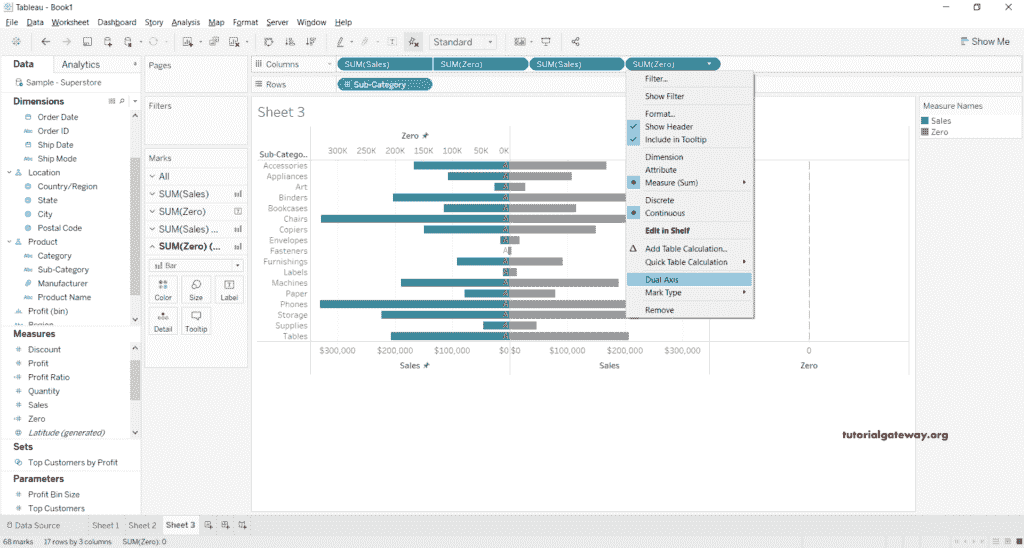 Tableau - Book1
File Data Worksheet Dashboard Story Analysis Map Format Server Window Help
Standard
Show Me
Data Analytics
Sample - Superstore
Dimensions
Order Date
Order ID
Ship Date
Ship Mode
Location
Country/Region
State
City
Postal Code
Product
Category
Sub-Category
Manufacturer
Product Name
Profit (bin)
Region
Measures
Discount
Profit
Profit Ratio
Quantity
Sales
Zero
Latitude (generated)
Sets
Top Customers by Profit
Parameters
Profit Bin Size
Top Customers
Pages
Filters
Marks
All
SUM(Sales)
SUM(Zero)
SUM(Sales) ...
SUM(Zero) (...
Bar
Color Size Label
Detail Tooltip
Columns SUM(Sales) SUM(Zero) SUM(Sales) SUM(Zero)
Rows Sub-Category
Sheet 3
Zero
300K 250K 200K 150K 100K 50K 0K
Sub-Catego...
Accessories
Appliances
Art
Binders
Bookcases
Chairs
Copiers
Envelopes
Fasteners
Furnishings
Labels
Machines
Paper
Phones
Storage
Supplies
Tables
$300,000 $200,000 $100,000 $0 $0 $100,000 $200,000 $300,000 0
Sales Sales Zero
Filter...
Show Filter
Format...
Show Header
Include in Tooltip
Dimension
Attribute
Measure (Sum)
Discrete
Continuous
Edit in Shelf
Add Table Calculation...
Quick Table Calculation
Dual Axis
Mark Type
Remove
Measure Names
Sales
Zero
tutorialgateway.org
Data Source Sheet 1 Sheet 2 Sheet 3
68 marks 17 rows by 3 columns SUM(Zero): 0